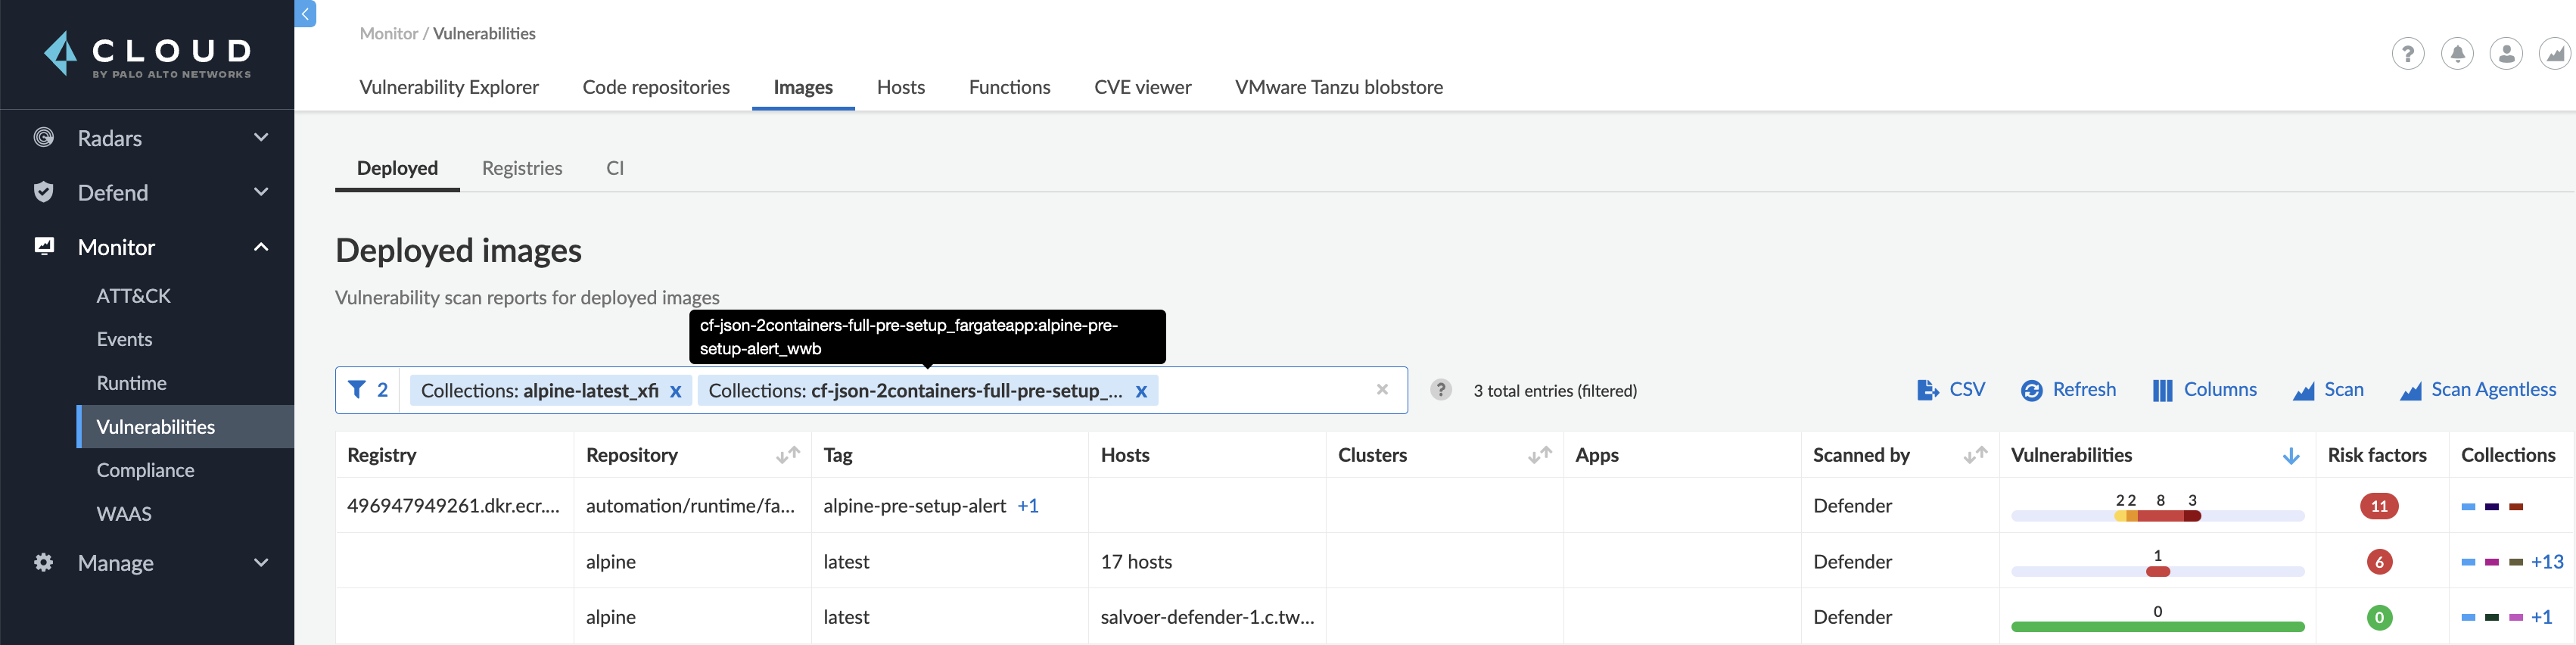 CLOUD
BY PALO ALTO NETWORKS
Radars
Defend
Monitor
ATT&CK
Events
Runtime
Vulnerabilities
Compliance
WAAS
Manage
Monitor / Vulnerabilities
Vulnerability Explorer Code repositories Images Hosts Functions CVE viewer VMware Tanzu blobstore
Deployed Registries CI
Deployed images
Vulnerability scan reports for deployed images
cf-json-2containers-full-pre-setup_fargateapp:alpine-pre-
setup-alert_wwb
2 Collections: alpine-latest_xfi x Collections: cf-json-2containers-full-pre-setup_... x × ? 3 total entries (filtered) CSV Refresh Columns Scan Scan Agentless
Registry Repository Tag Hosts Clusters Apps Scanned by Vulnerabilities Risk factors Collections
496947949261.dkr.ecr.... automation/runtime/fa... alpine-pre-setup-alert +1 Defender 2 2 8 3 11
alpine latest 17 hosts Defender 1 6 +13
alpine latest salvoer-defender-1.c.tw... Defender 0 0 +1